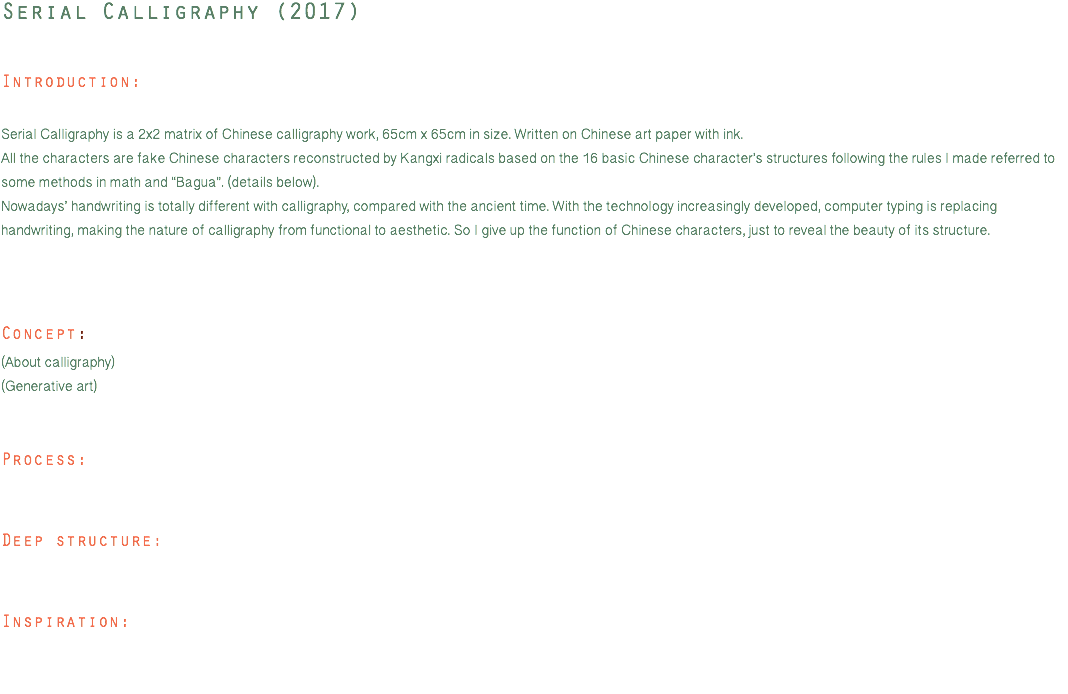 Serial Calligraphy (2017)
Introduction:
Serial Calligraphy is a 2x2 matrix of Chinese calligraphy work, 65cm x 65cm in size. Written on Chinese art paper with ink.
All the characters are fake Chinese characters reconstructed by Kangxi radicals based on the 16 basic Chinese character's structures following the rules I made referred to
some methods in math and "Bagua". (details below).
Nowadays' handwriting is totally different with calligraphy, compared with the ancient time. With the technology increasingly developed, computer typing is replacing
handwriting, making the nature of calligraphy from functional to aesthetic. So I give up the function of Chinese characters, just to reveal the beauty of its structure.
Concept:
(About calligraphy)
(Generative art)
Process:
Deep structure:
Inspiration: